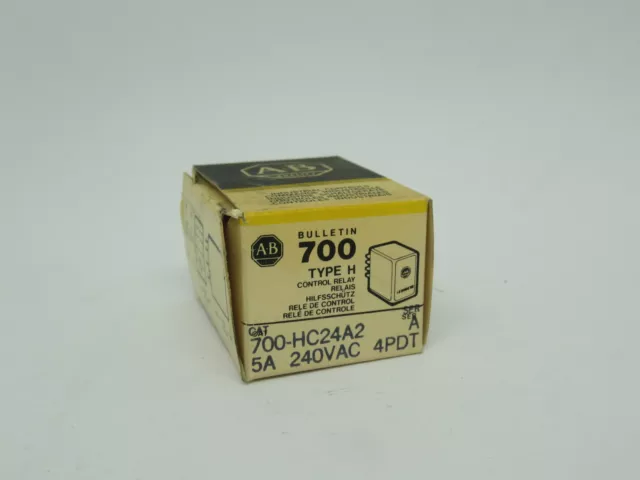 AB
A-B
BULLETIN
700
TYPE H
CONTROL RELAY
RELAIS
HILFSSCHÜTZ
RELE DE CONTROL
RELÉ DE CONTROLE
CAT
SER
A
700-HC24A2
5A 240VAC 4PDT